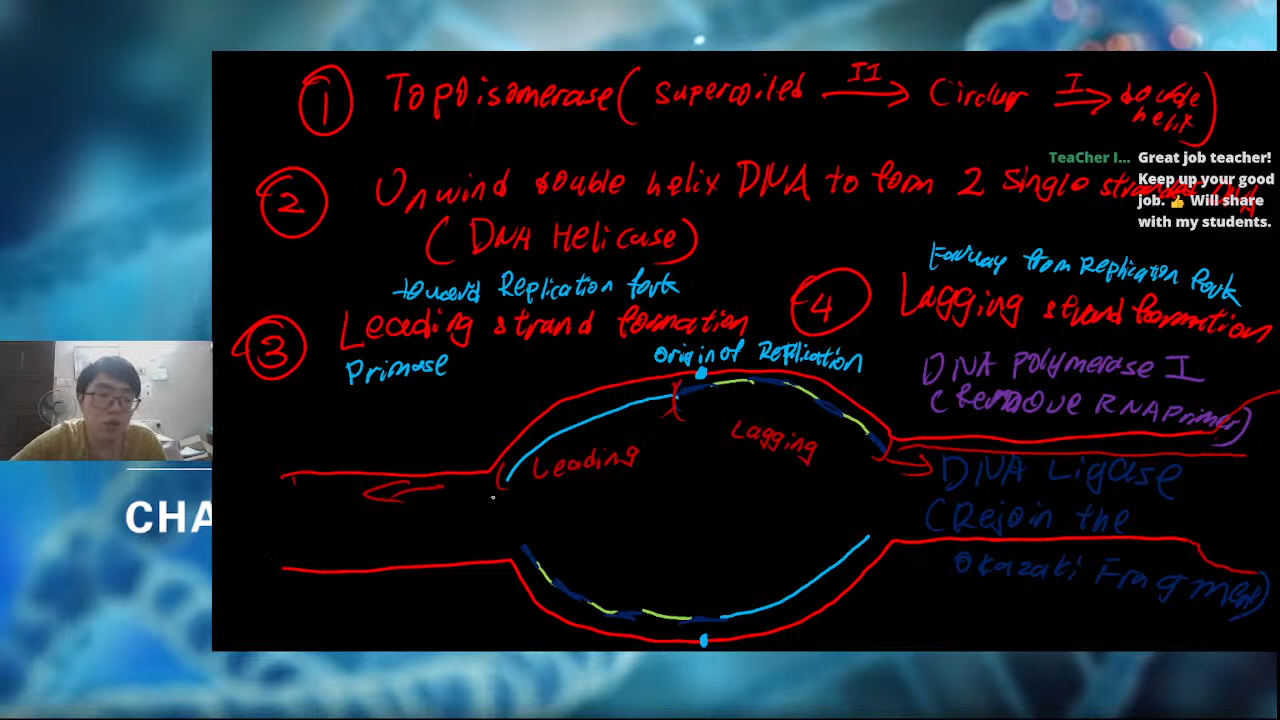 1 Topoisomerase (supercoiled II → Circlur I → double helix)
TeaCher I... Great job teacher!
Keep up your good
job. 👍 Will share
with my students.
2 Unwind double helix DNA to form 2 single
(DNA Helicase)
toward Replication fork
3 Leading strand formation
Primase
Origin of Replication
from Replication fork
4 Lagging strand formation
DNA Polymerase I
(Remove RNA Primer)
Leading
Lagging
DNA Ligase
(Rejoin the
Okazaki Fragment)
CHA